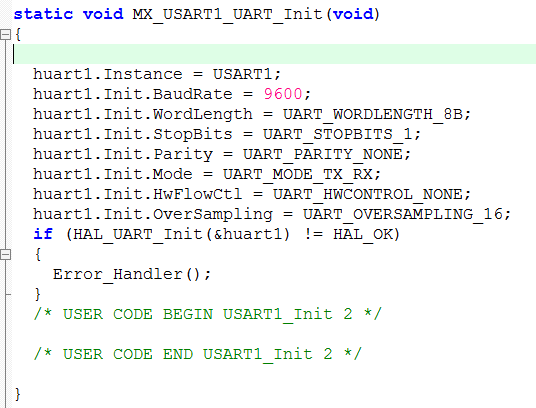 static void MX_USART1_UART_Init(void)
{
huart1.Instance = USART1;
huart1.Init.BaudRate = 9600;
huart1.Init.WordLength = UART_WORDLENGTH_8B;
huart1.Init.StopBits = UART_STOPBITS_1;
huart1.Init.Parity = UART_PARITY_NONE;
huart1.Init.Mode = UART_MODE_TX_RX;
huart1.Init.HwFlowCtl = UART_HWCONTROL_NONE;
huart1.Init.OverSampling = UART_OVERSAMPLING_16;
if (HAL_UART_Init(&huart1) != HAL_OK)
{
Error_Handler();
}
/* USER CODE BEGIN USART1_Init 2 */
/* USER CODE END USART1_Init 2 */
}